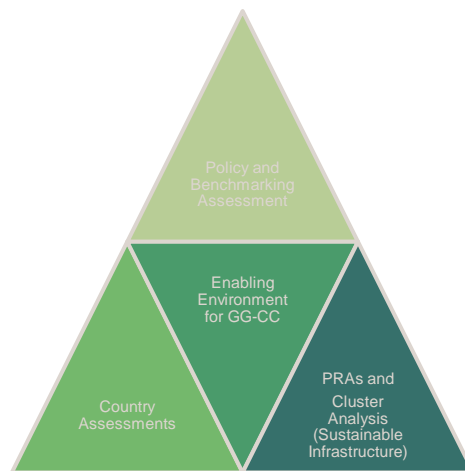 Policy and
Benchmarking
Assessment
Enabling
Environment
for GG-CC
Country
Assessments
PRAs and
Cluster
Analysis
(Sustainable
Infrastructure)